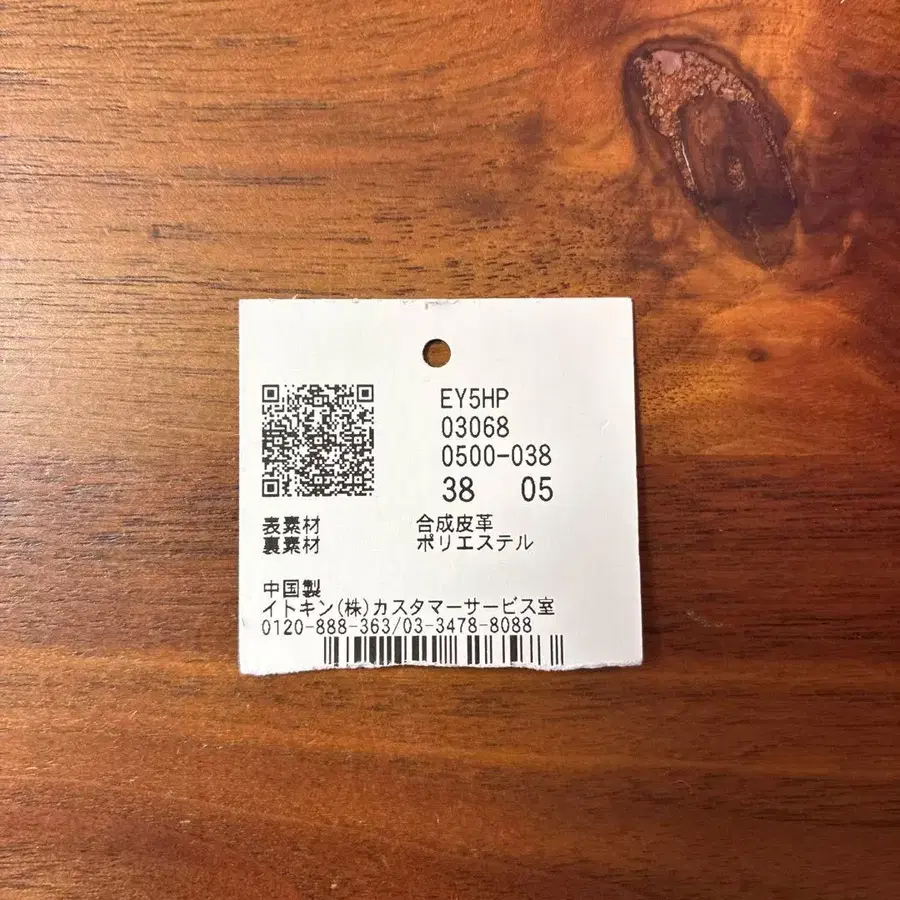 EY5HP
03068
0500-038
38 05
表素材 合成皮革
裏素材 ポリエステル
中国製
イトキン(株)カスタマーサービス室
0120-888-363/03-3478-8088